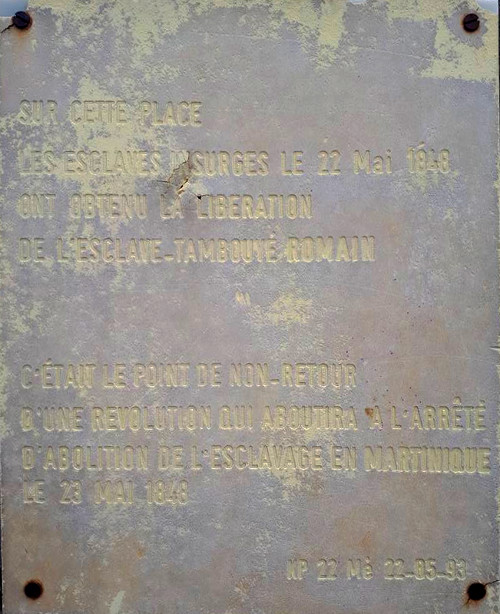 SUR CETTE PLACE
LES ESCLAVES INSURGES LE 22 Mai 1848
ONT OBTENU LA LIBERATION
DE L'ESCLAVE-TAMBOUYÉ ROMAIN
C'ÉTAIT LE POINT DE NON-RETOUR
D'UNE REVOLUTION QUI ABOUTIRA A L'ARRÊTÉ
D'ABOLITION DE L'ESCLAVAGE EN MARTINIQUE
LE 23 MAI 1848
KP 22 Mé 22-05-93